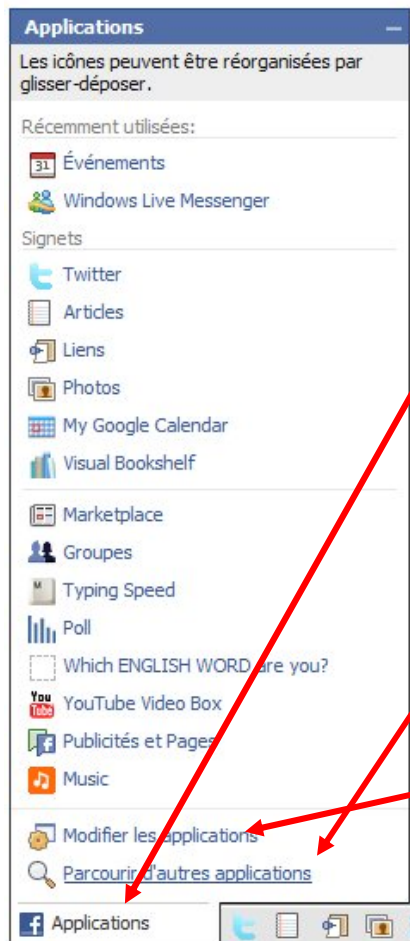 Applications
Les icônes peuvent être réorganisées par
glisser-déposer.
Récemment utilisées:
31 Événements
Windows Live Messenger
Signets
Twitter
Articles
Liens
Photos
My Google Calendar
Visual Bookshelf
Marketplace
Groupes
M Typing Speed
Poll
Which ENGLISH WORD are you?
You Tube YouTube Video Box
Publicités et Pages
Music
Modifier les applications
Parcourir d'autres applications
Applications